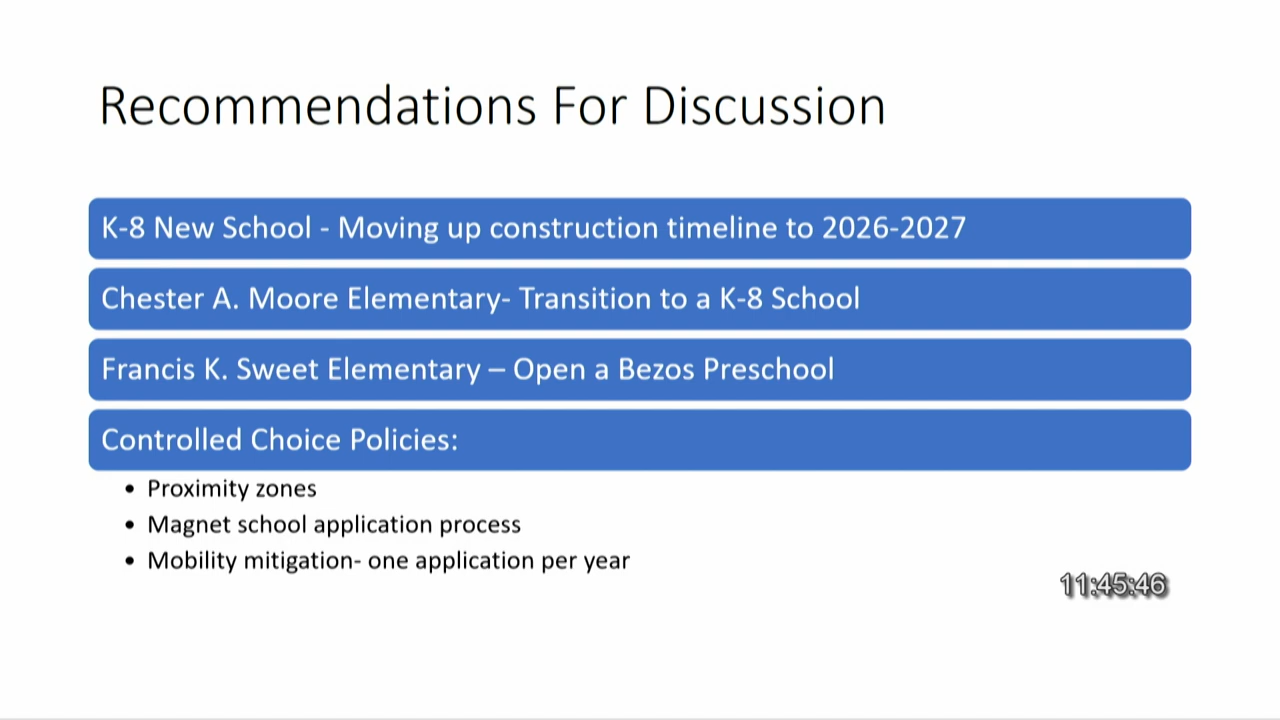 Recommendations For Discussion
K-8 New School - Moving up construction timeline to 2026-2027
Chester A. Moore Elementary- Transition to a K-8 School
Francis K. Sweet Elementary – Open a Bezos Preschool
Controlled Choice Policies:
• Proximity zones
• Magnet school application process
• Mobility mitigation- one application per year
11:45:46